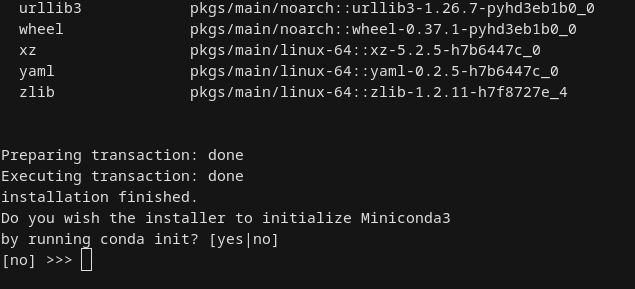 urllib3            pkgs/main/noarch::urllib3-1.26.7-pyhd3eb1b0_0
wheel              pkgs/main/noarch::wheel-0.37.1-pyhd3eb1b0_0
xz                 pkgs/main/linux-64::xz-5.2.5-h7b6447c_0
yaml               pkgs/main/linux-64::yaml-0.2.5-h7b6447c_0
zlib               pkgs/main/linux-64::zlib-1.2.11-h7f8727e_4
Preparing transaction: done
Executing transaction: done
installation finished.
Do you wish the installer to initialize Miniconda3
by running conda init? [yes|no]
[no] >>>